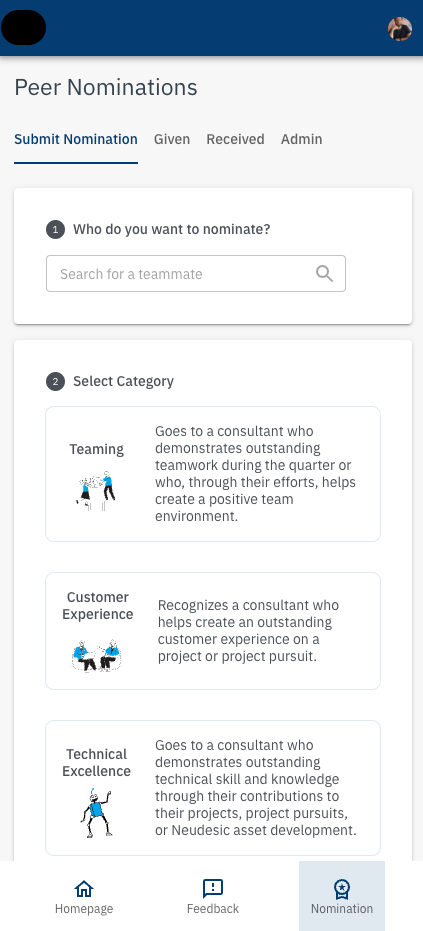 Peer Nominations
Submit Nomination Given Received Admin
1 Who do you want to nominate?
Search for a teammate
2 Select Category
Teaming
Goes to a consultant who
demonstrates outstanding
teamwork during the quarter or
who, through their efforts, helps
create a positive team
environment.
Customer
Experience
Recognizes a consultant who
helps create an outstanding
customer experience on a
project or project pursuit.
Technical
Excellence
Goes to a consultant who
demonstrates outstanding
technical skill and knowledge
through their contributions to
their projects, project pursuits,
or Neudesic asset development.
Homepage Feedback Nomination